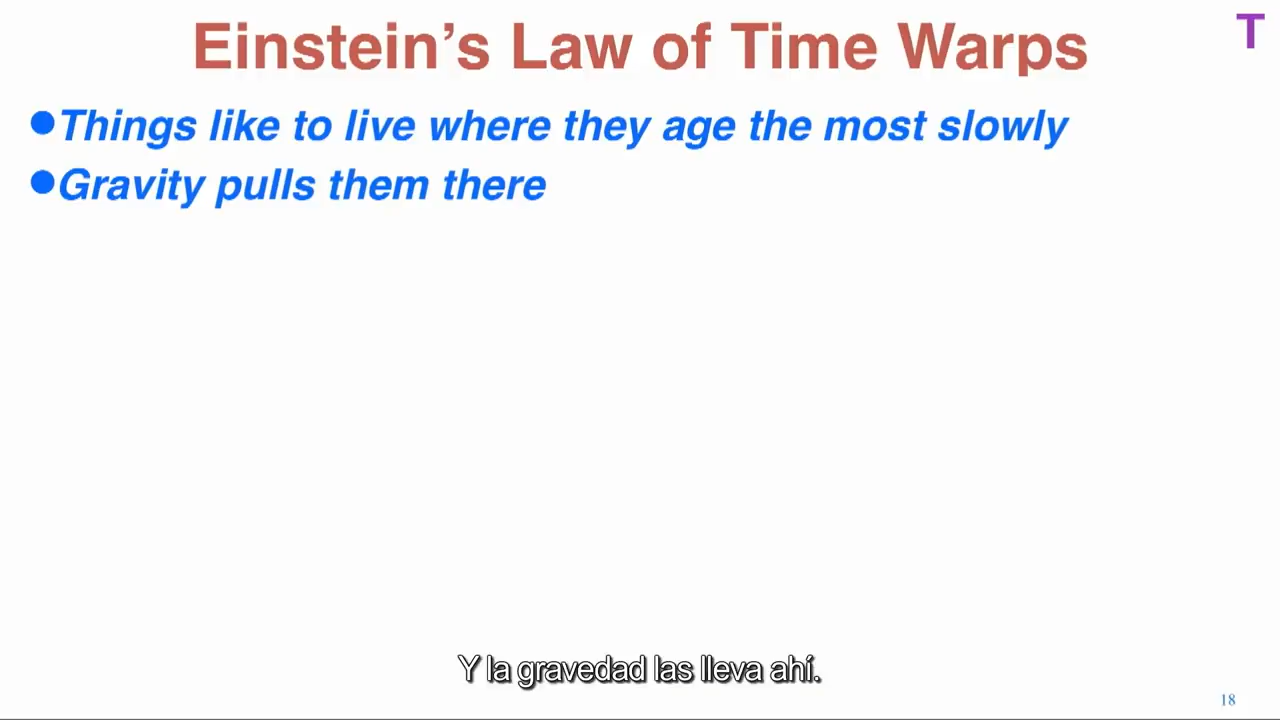 Einstein’s Law of Time Warps
T
●Things like to live where they age the most slowly
●Gravity pulls them there
Y la gravedad las lleva ahí.
18